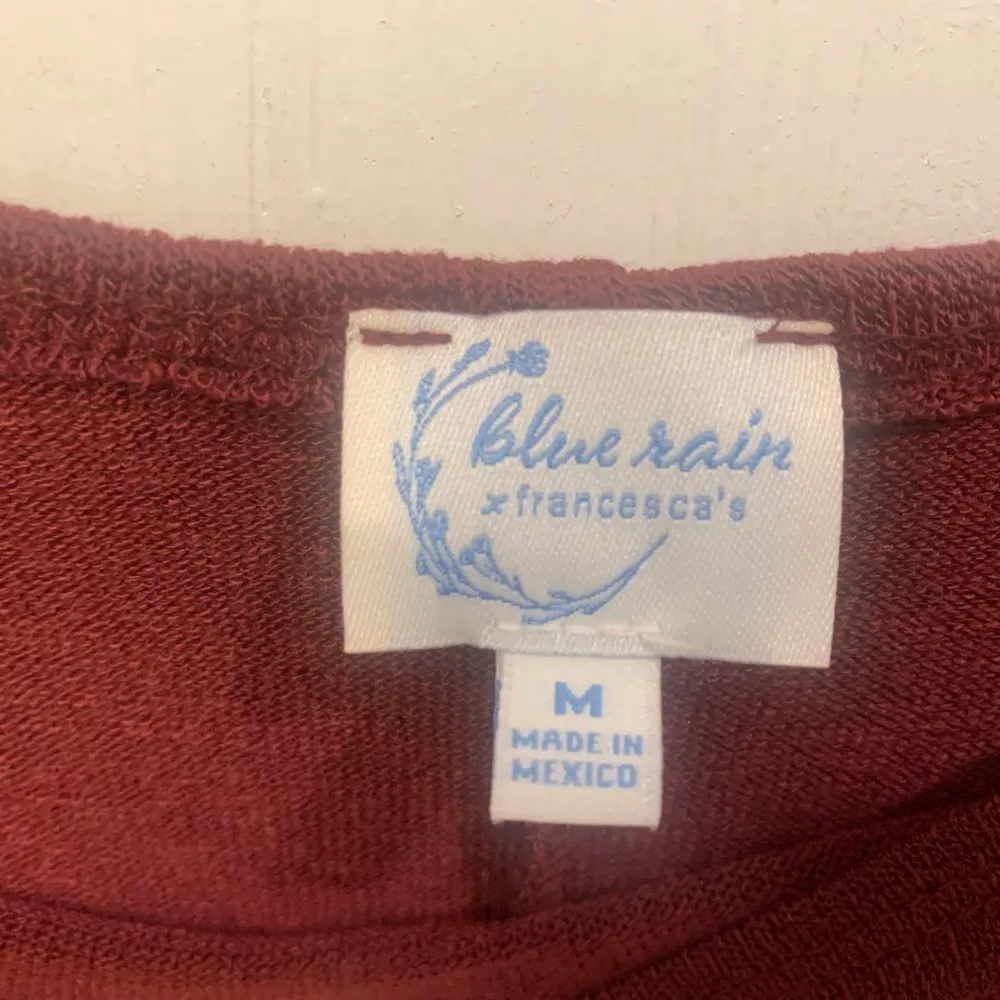 blue rain
x francesca's
M
MADE IN
MEXICO